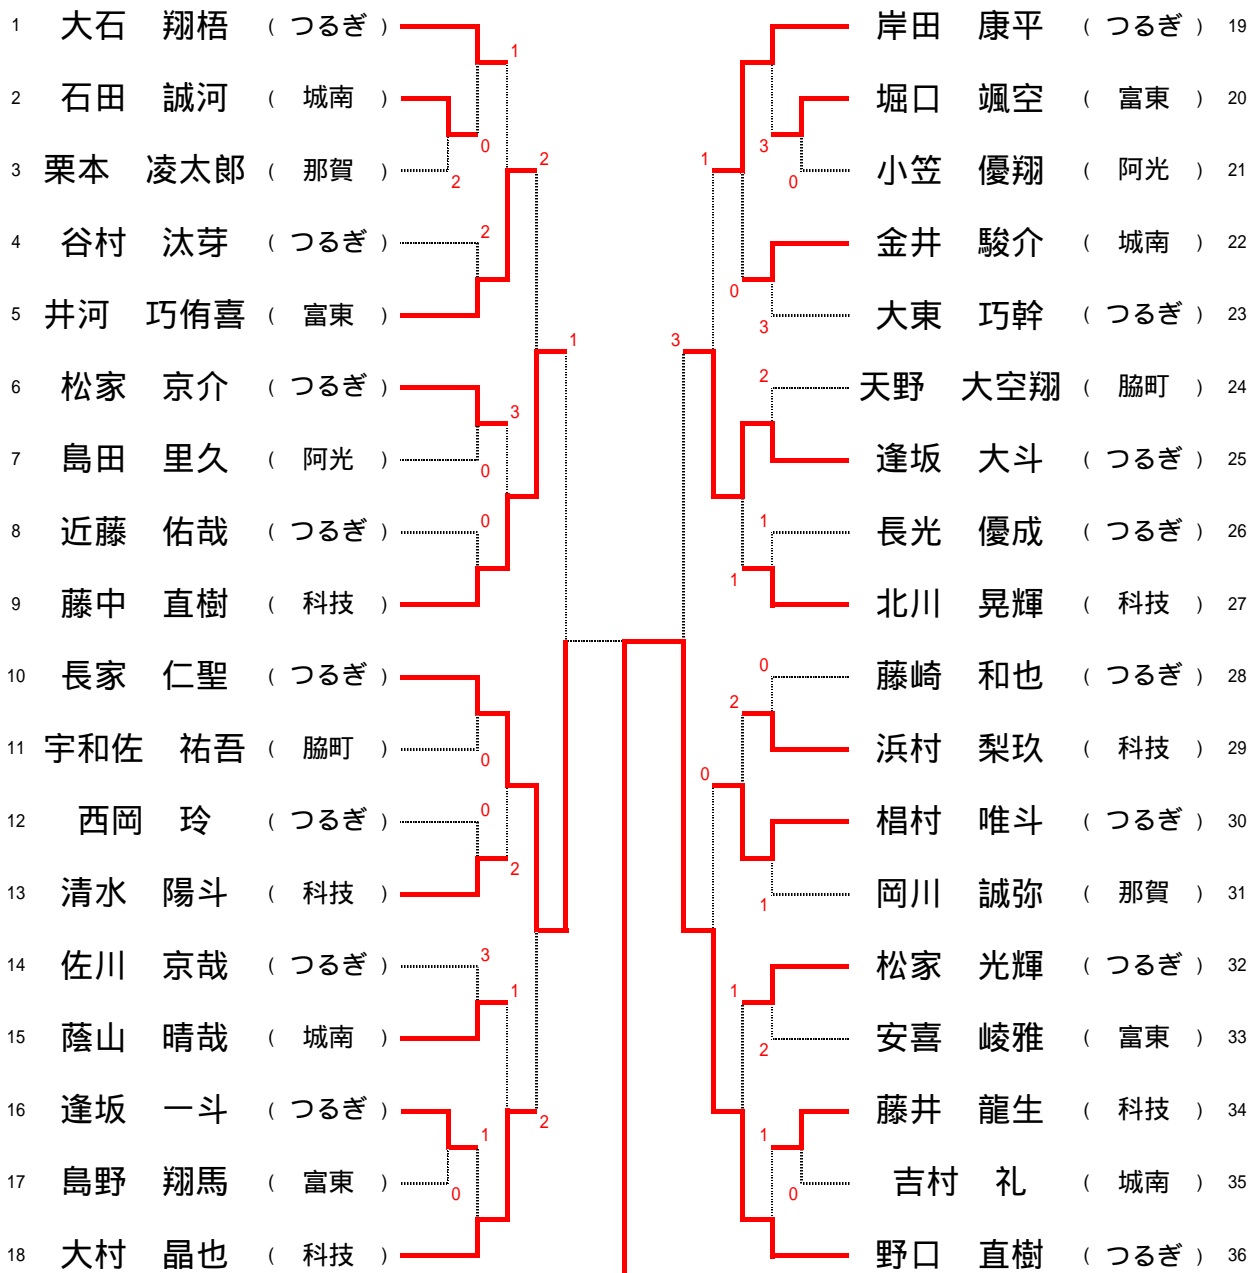 1 大石 翔梧 ( つるぎ )
2 石田 誠河 ( 城南 )
3 栗本 凌太郎 ( 那賀 )
4 谷村 汰芽 ( つるぎ )
5 井河 巧侑喜 ( 富東 )
6 松家 京介 ( つるぎ )
7 島田 里久 ( 阿光 )
8 近藤 佑哉 ( つるぎ )
9 藤中 直樹 ( 科技 )
10 長家 仁聖 ( つるぎ )
11 宇和佐 祐吾 ( 脇町 )
12 西岡 玲 ( つるぎ )
13 清水 陽斗 ( 科技 )
14 佐川 京哉 ( つるぎ )
15 蔭山 晴哉 ( 城南 )
16 逢坂 一斗 ( つるぎ )
17 島野 翔馬 ( 富東 )
18 大村 晶也 ( 科技 )
1
0
2
2
2
3
0
0
1
0
0
2
3
1
1
0
2
岸田 康平 ( つるぎ ) 19
堀口 颯空 ( 富東 ) 20
小笠 優翔 ( 阿光 ) 21
金井 駿介 ( 城南 ) 22
大東 巧幹 ( つるぎ ) 23
天野 大空翔 ( 脇町 ) 24
逢坂 大斗 ( つるぎ ) 25
長光 優成 ( つるぎ ) 26
北川 晃輝 ( 科技 ) 27
藤崎 和也 ( つるぎ ) 28
浜村 梨玖 ( 科技 ) 29
椙村 唯斗 ( つるぎ ) 30
岡川 誠弥 ( 那賀 ) 31
松家 光輝 ( つるぎ ) 32
安喜 崚雅 ( 富東 ) 33
藤井 龍生 ( 科技 ) 34
吉村 礼 ( 城南 ) 35
野口 直樹 ( つるぎ ) 36
3
1
0
0
3
3
2
1
1
0
2
0
1
1
2
1
0